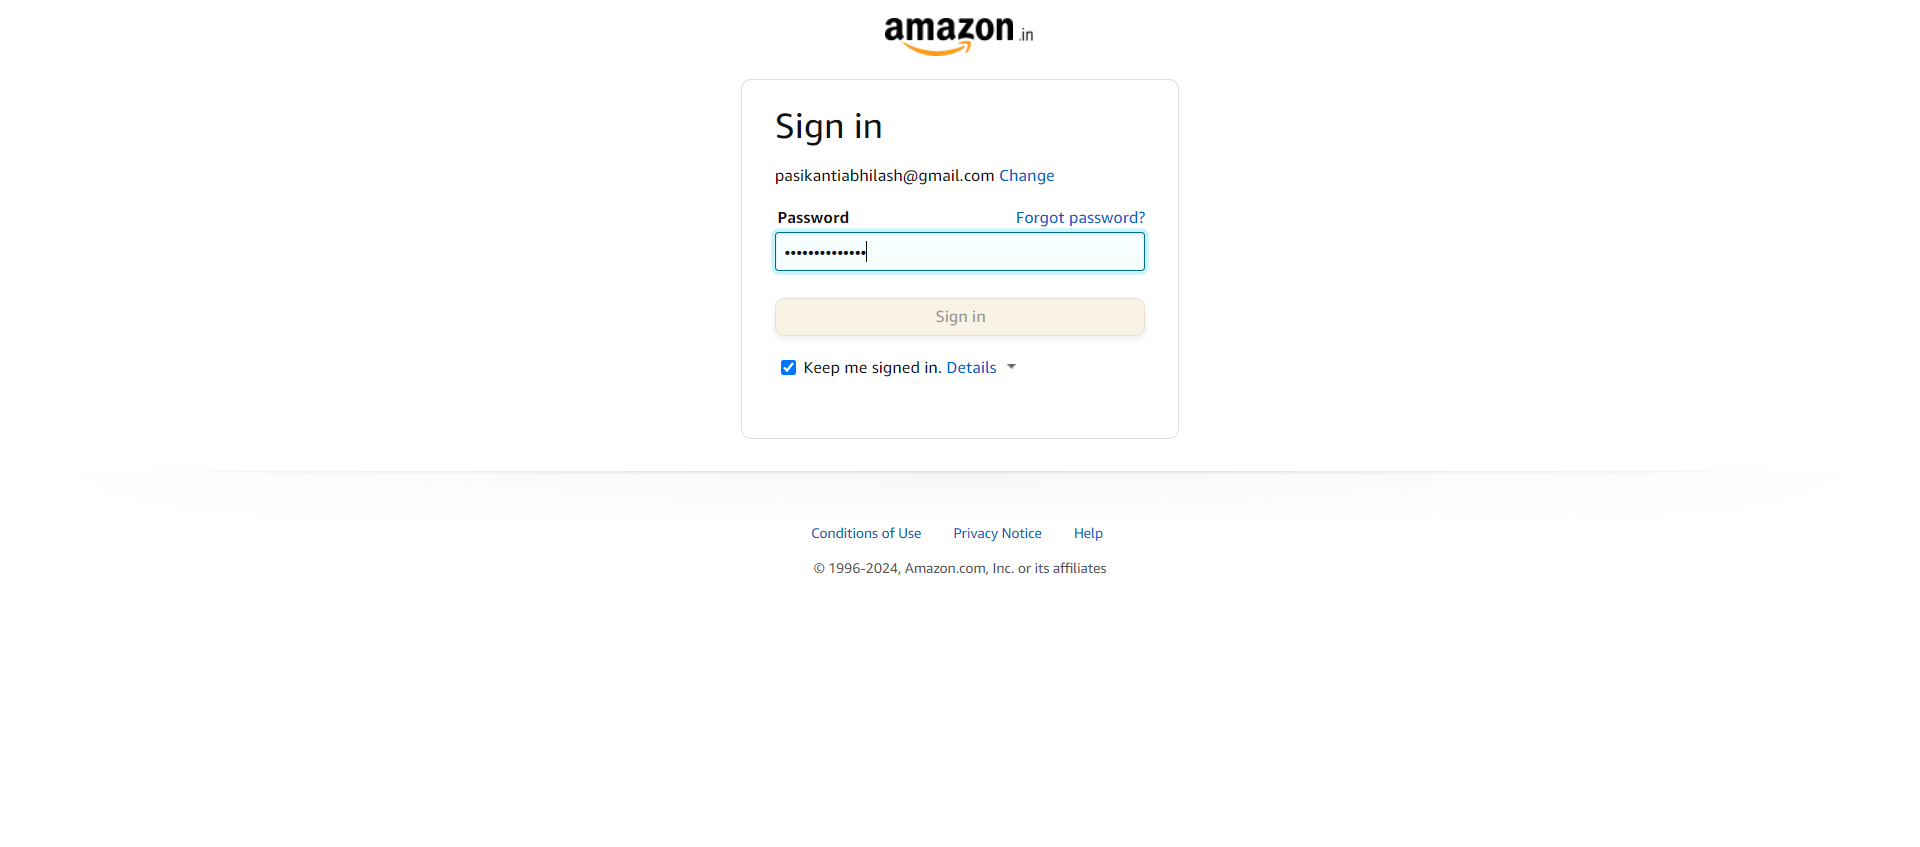 amazon.in
Sign in
pasikantiabhilash@gmail.com Change
Password Forgot password?
••••••••••••••
Sign in
Keep me signed in. Details
Conditions of Use Privacy Notice Help
© 1996-2024, Amazon.com, Inc. or its affiliates